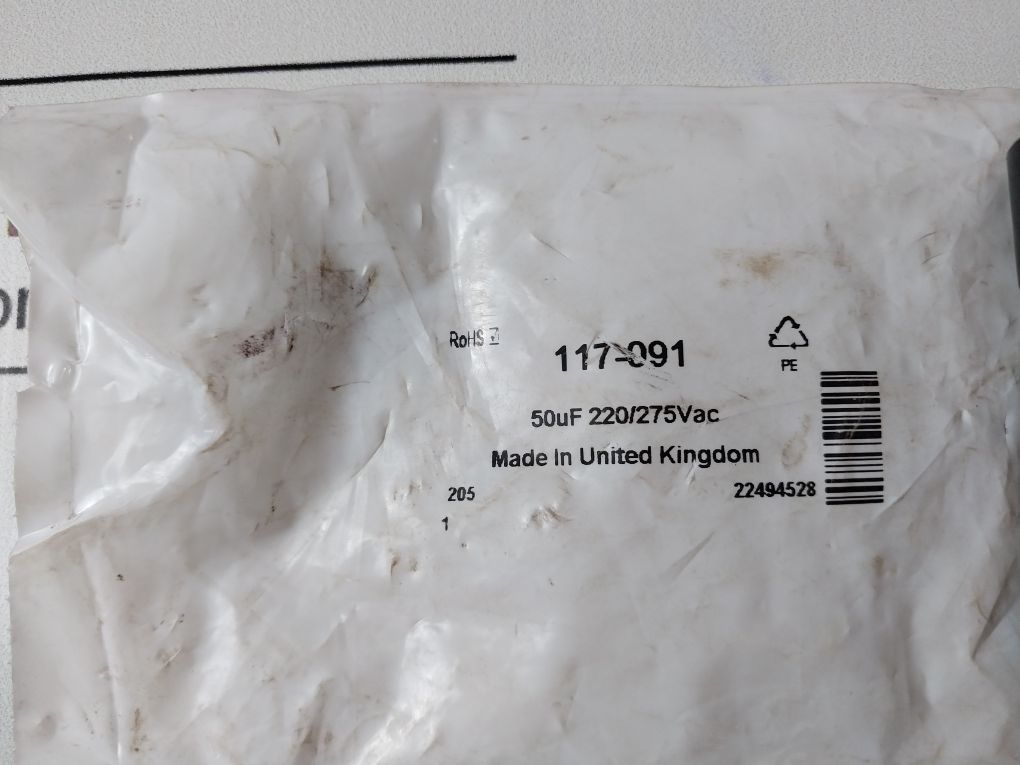 RoHS
117-091
PE
50uF 220/275Vac
Made In United Kingdom
205
22494528
1